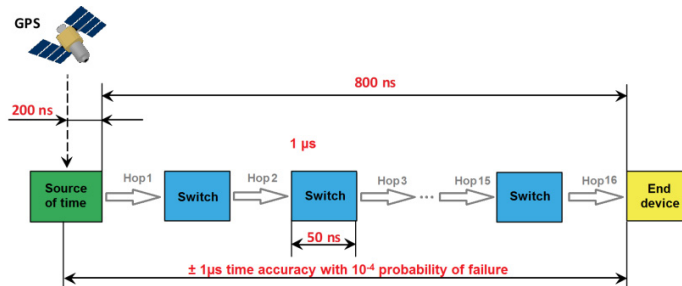 GPS
800 ns
200 ns
1 µs
Hop1
Hop2
Hop3
Hop15
Hop16
Source
of time
Switch
Switch
...
Switch
End
device
50 ns
± 1µs time accuracy with 10⁻⁴ probability of failure